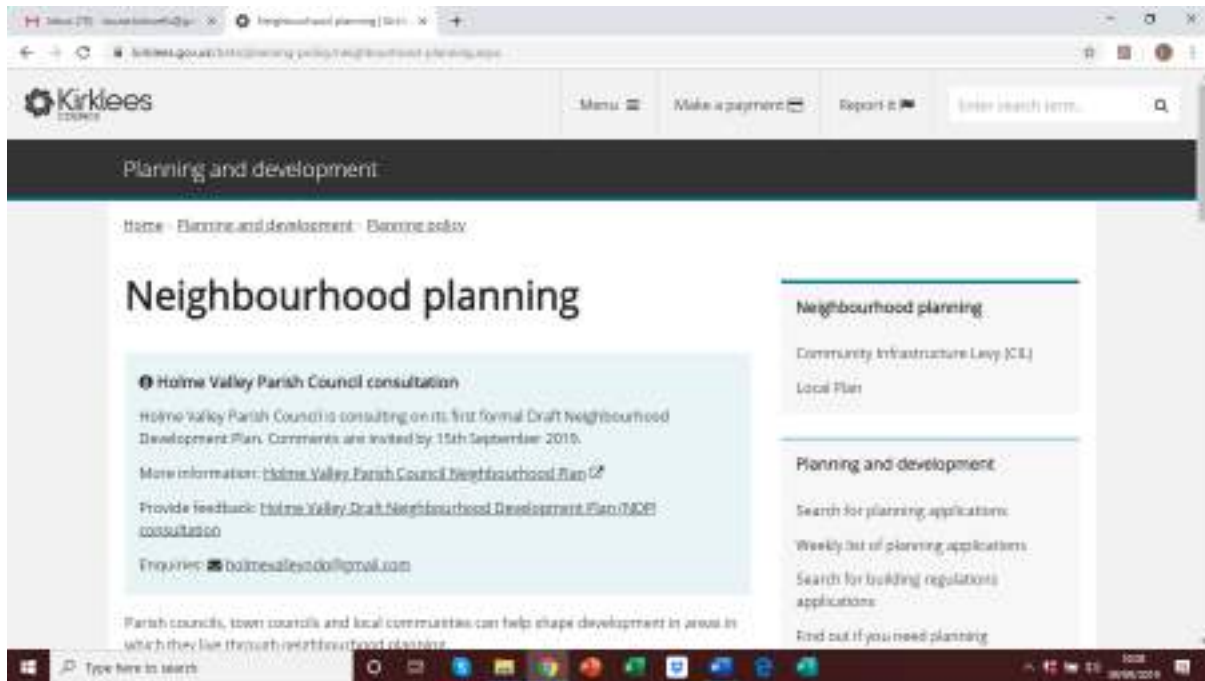 Neighbourhood planning
Kirklees
COUNCIL
Menu
Make a payment
Report it
Enter search term...
Planning and development
Home Planning and development Planning policy
Neighbourhood planning
Holme Valley Parish Council consultation
Holme Valley Parish Council is consulting on its first formal Draft Neighbourhood
Development Plan. Comments are invited by 15th September 2019.
More information: Holme Valley Parish Council Neighbourhood Plan
Provide feedback: Holme Valley Draft Neighbourhood Development Plan (NDP)
consultation
Enquiries: holmevalleyndp@gmail.com
Parish councils, town councils and local communities can help shape development in areas in
which they live through neighbourhood planning.
Neighbourhood planning
Community Infrastructure Levy (CIL)
Local Plan
Planning and development
Search for planning applications
Weekly list of planning applications
Search for building regulations
applications
Find out if you need planning
Type here to search